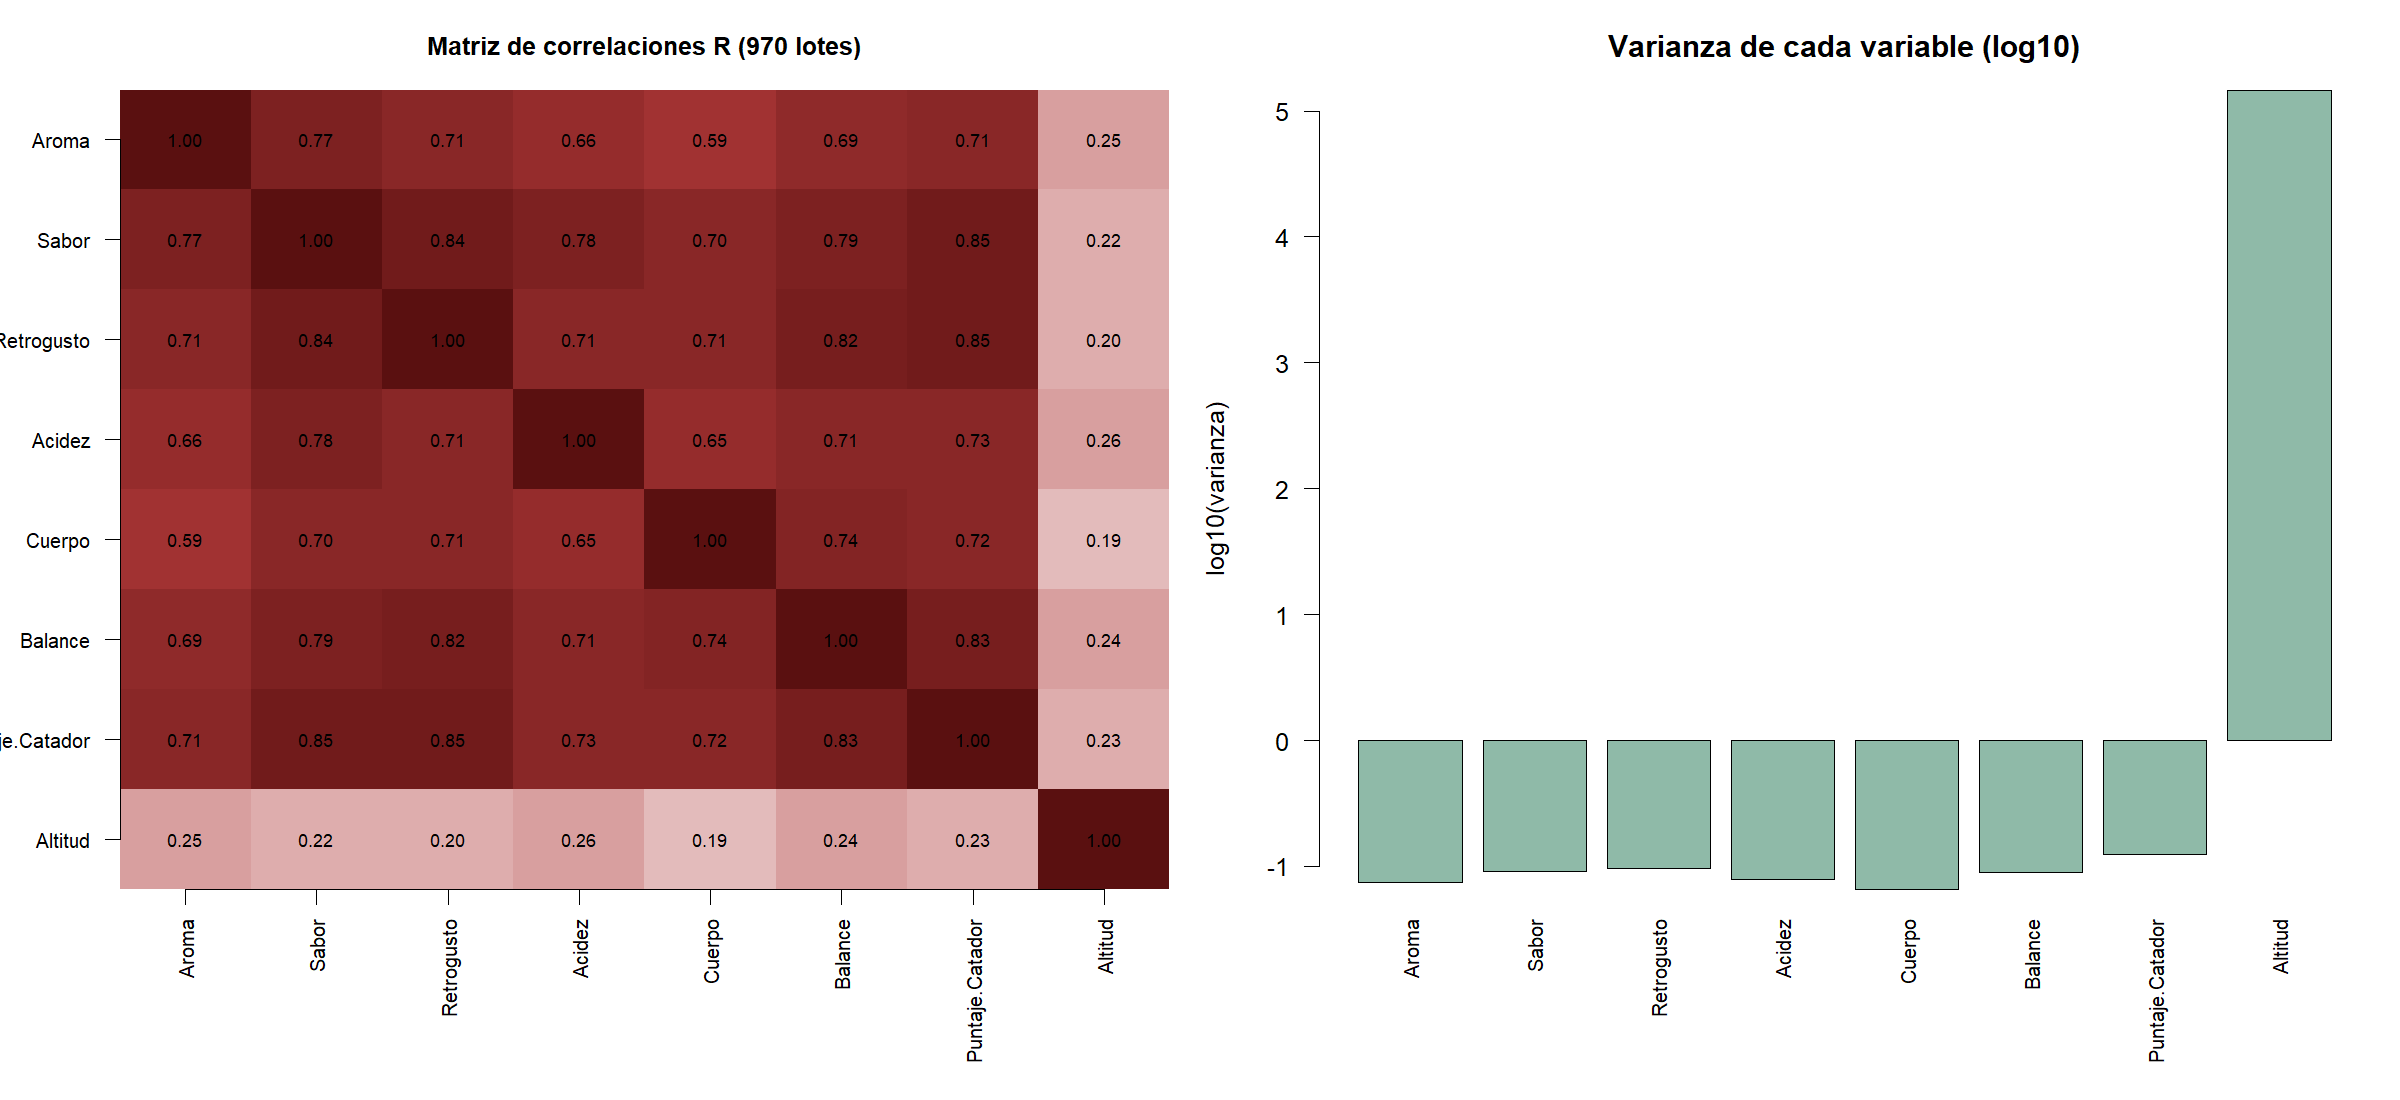 Matriz de correlaciones R (970 lotes)
Aroma 1.00 0.77 0.71 0.66 0.59 0.69 0.71 0.25
Sabor 0.77 1.00 0.84 0.78 0.70 0.79 0.85 0.22
Retrogusto 0.71 0.84 1.00 0.71 0.71 0.82 0.85 0.20
Acidez 0.66 0.78 0.71 1.00 0.65 0.71 0.73 0.26
Cuerpo 0.59 0.70 0.71 0.65 1.00 0.74 0.72 0.19
Balance 0.69 0.79 0.82 0.71 0.74 1.00 0.83 0.24
je.Catador 0.71 0.85 0.85 0.73 0.72 0.83 1.00 0.23
Altitud 0.25 0.22 0.20 0.26 0.19 0.24 0.23 1.00
Aroma Sabor Retrogusto Acidez Cuerpo Balance Puntaje.Catador Altitud
Varianza de cada variable (log10)
log10(varianza)
5
4
3
2
1
0
-1
Aroma Sabor Retrogusto Acidez Cuerpo Balance Puntaje.Catador Altitud